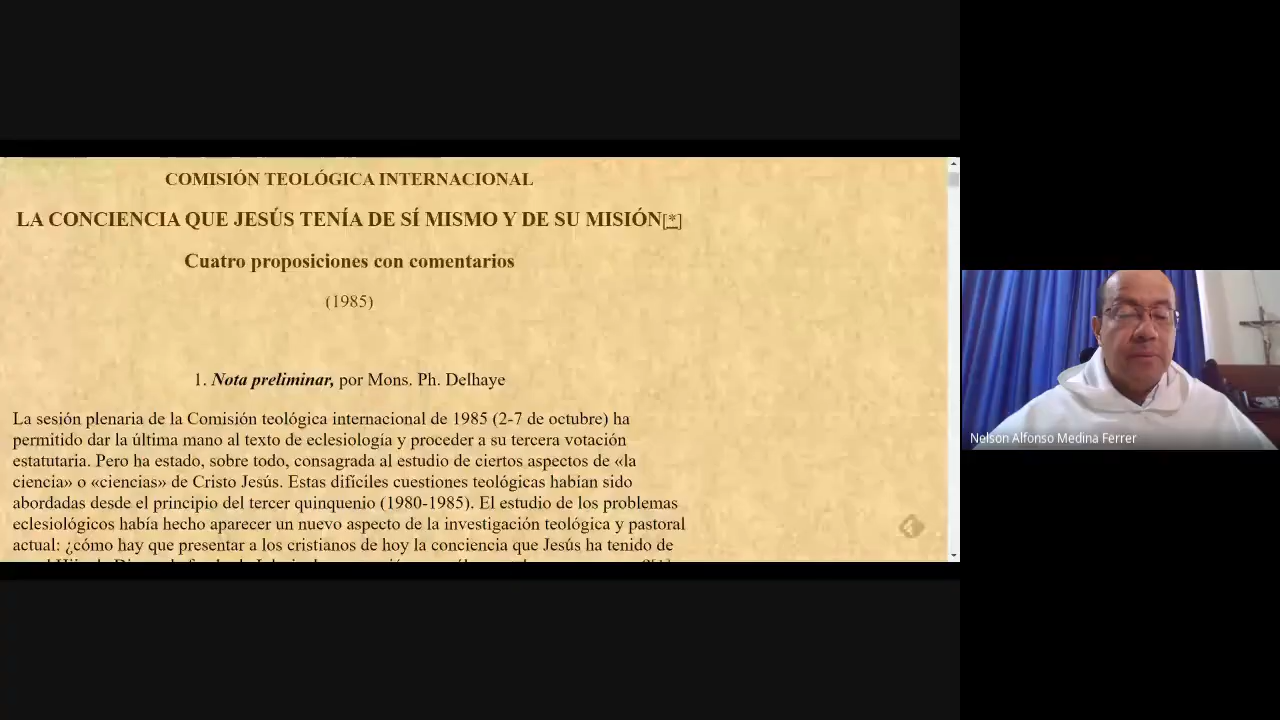 COMISIÓN TEOLÓGICA INTERNACIONAL
LA CONCIENCIA QUE JESÚS TENÍA DE SÍ MISMO Y DE SU MISIÓN[*]
Cuatro proposiciones con comentarios
(1985)
1. Nota preliminar, por Mons. Ph. Delhaye
La sesión plenaria de la Comisión teológica internacional de 1985 (2-7 de octubre) ha
permitido dar la última mano al texto de eclesiología y proceder a su tercera votación
estatutaria. Pero ha estado, sobre todo, consagrada al estudio de ciertos aspectos de «la
ciencia» o «ciencias» de Cristo Jesús. Estas difíciles cuestiones teológicas habían sido
abordadas desde el principio del tercer quinquenio (1980-1985). El estudio de los problemas
eclesiológicos había hecho aparecer un nuevo aspecto de la investigación teológica y pastoral
actual: ¿cómo hay que presentar a los cristianos de hoy la conciencia que Jesús ha tenido de
Nelson Alfonso Medina Ferrer